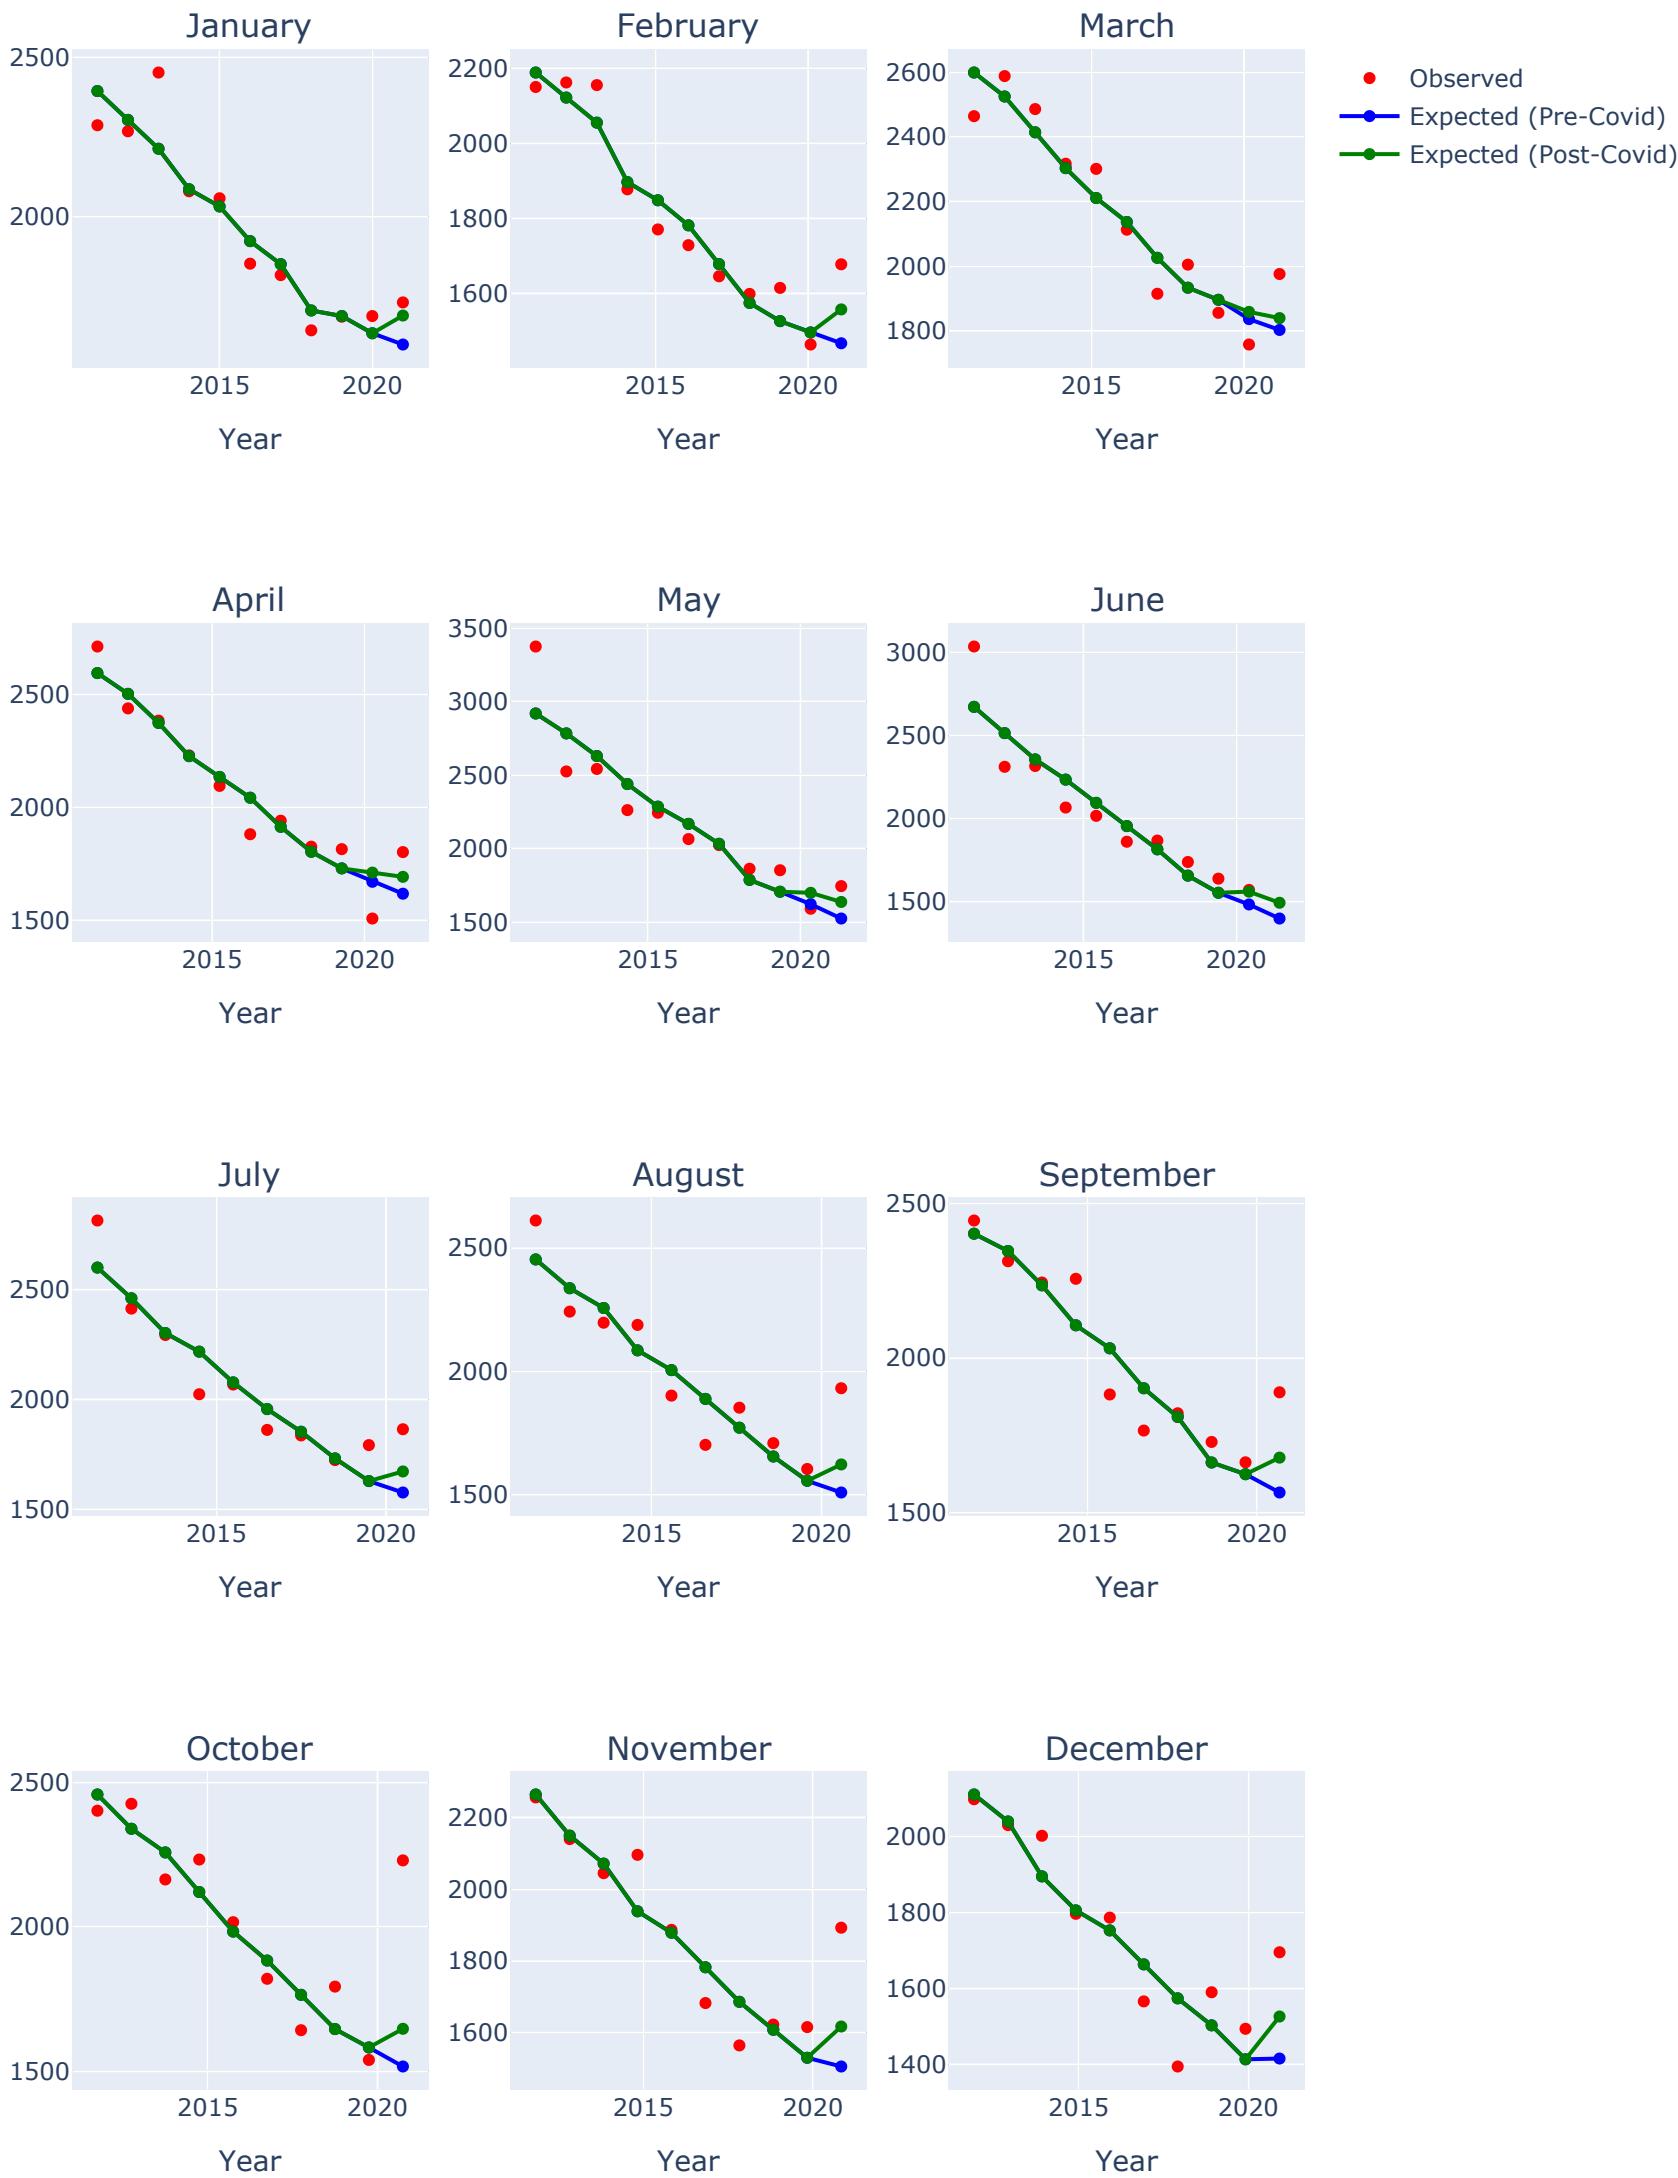 January
February
March
2500
2000
2015
2020
Year
2200
2000
1800
1600
2015
2020
Year
2600
2400
2200
2000
1800
2015
2020
Year
Observed
Expected (Pre-Covid)
Expected (Post-Covid)
April
May
June
2500
2000
1500
2015
2020
Year
3500
3000
2500
2000
1500
2015
2020
Year
3000
2500
2000
1500
2015
2020
Year
July
August
September
2500
2000
1500
2015
2020
Year
2500
2000
1500
2015
2020
Year
2500
2000
1500
2015
2020
Year
October
November
December
2500
2000
1500
2015
2020
Year
2200
2000
1800
1600
2015
2020
Year
2000
1800
1600
1400
2015
2020
Year